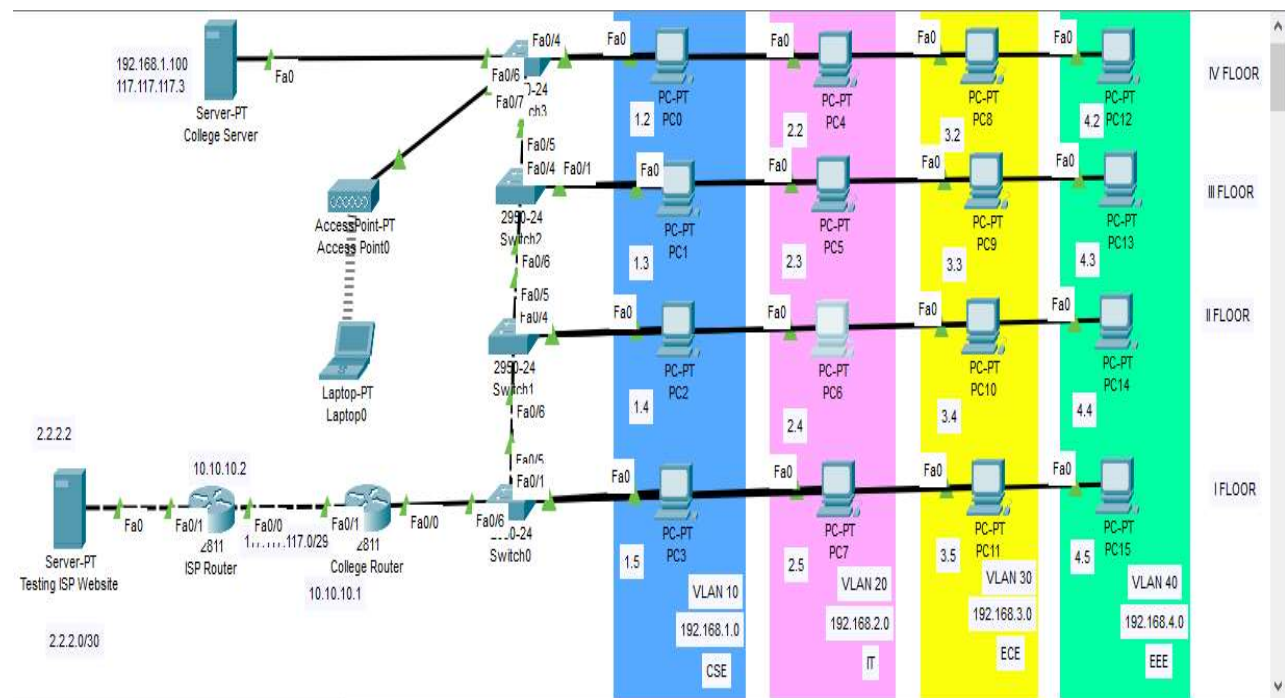 192.168.1.100
117.117.117.3
Fa0
Server-PT
College Server
Fa0/4
Fa0/6
Fa0/7
Fa0
PC-PT
PC0
1.2
Fa0
PC-PT
PC4
2.2
Fa0
PC-PT
PC8
3.2
Fa0
PC-PT
PC12
4.2
IV FLOOR
Fa0/5
Fa0/4
Fa0/1
2950-24
Switch2
Fa0/6
AccessPoint-PT
Access Point0
Fa0
PC-PT
PC1
1.3
Fa0
PC-PT
PC5
2.3
Fa0
PC-PT
PC9
3.3
Fa0
PC-PT
PC13
4.3
III FLOOR
Fa0/5
Fa0/4
2950-24
Switch1
Fa0/6
Laptop-PT
Laptop0
Fa0
PC-PT
PC2
1.4
Fa0
PC-PT
PC6
2.4
Fa0
PC-PT
PC10
3.4
Fa0
PC-PT
PC14
4.4
II FLOOR
2.2.2.2
Fa0
Server-PT
Testing ISP Website
2.2.2.0/30
10.10.10.2
Fa0/1
Fa0/0
2811
ISP Router
117.0/29
Fa0/1
Fa0/0
2811
College Router
10.10.10.1
Fa0/5
Fa0/1
Fa0/6
Switch0
Fa0
PC-PT
PC3
1.5
Fa0
PC-PT
PC7
2.5
Fa0
PC-PT
PC11
3.5
Fa0
PC-PT
PC15
4.5
I FLOOR
VLAN 10
192.168.1.0
CSE
VLAN 20
192.168.2.0
IT
VLAN 30
192.168.3.0
ECE
VLAN 40
192.168.4.0
EEE